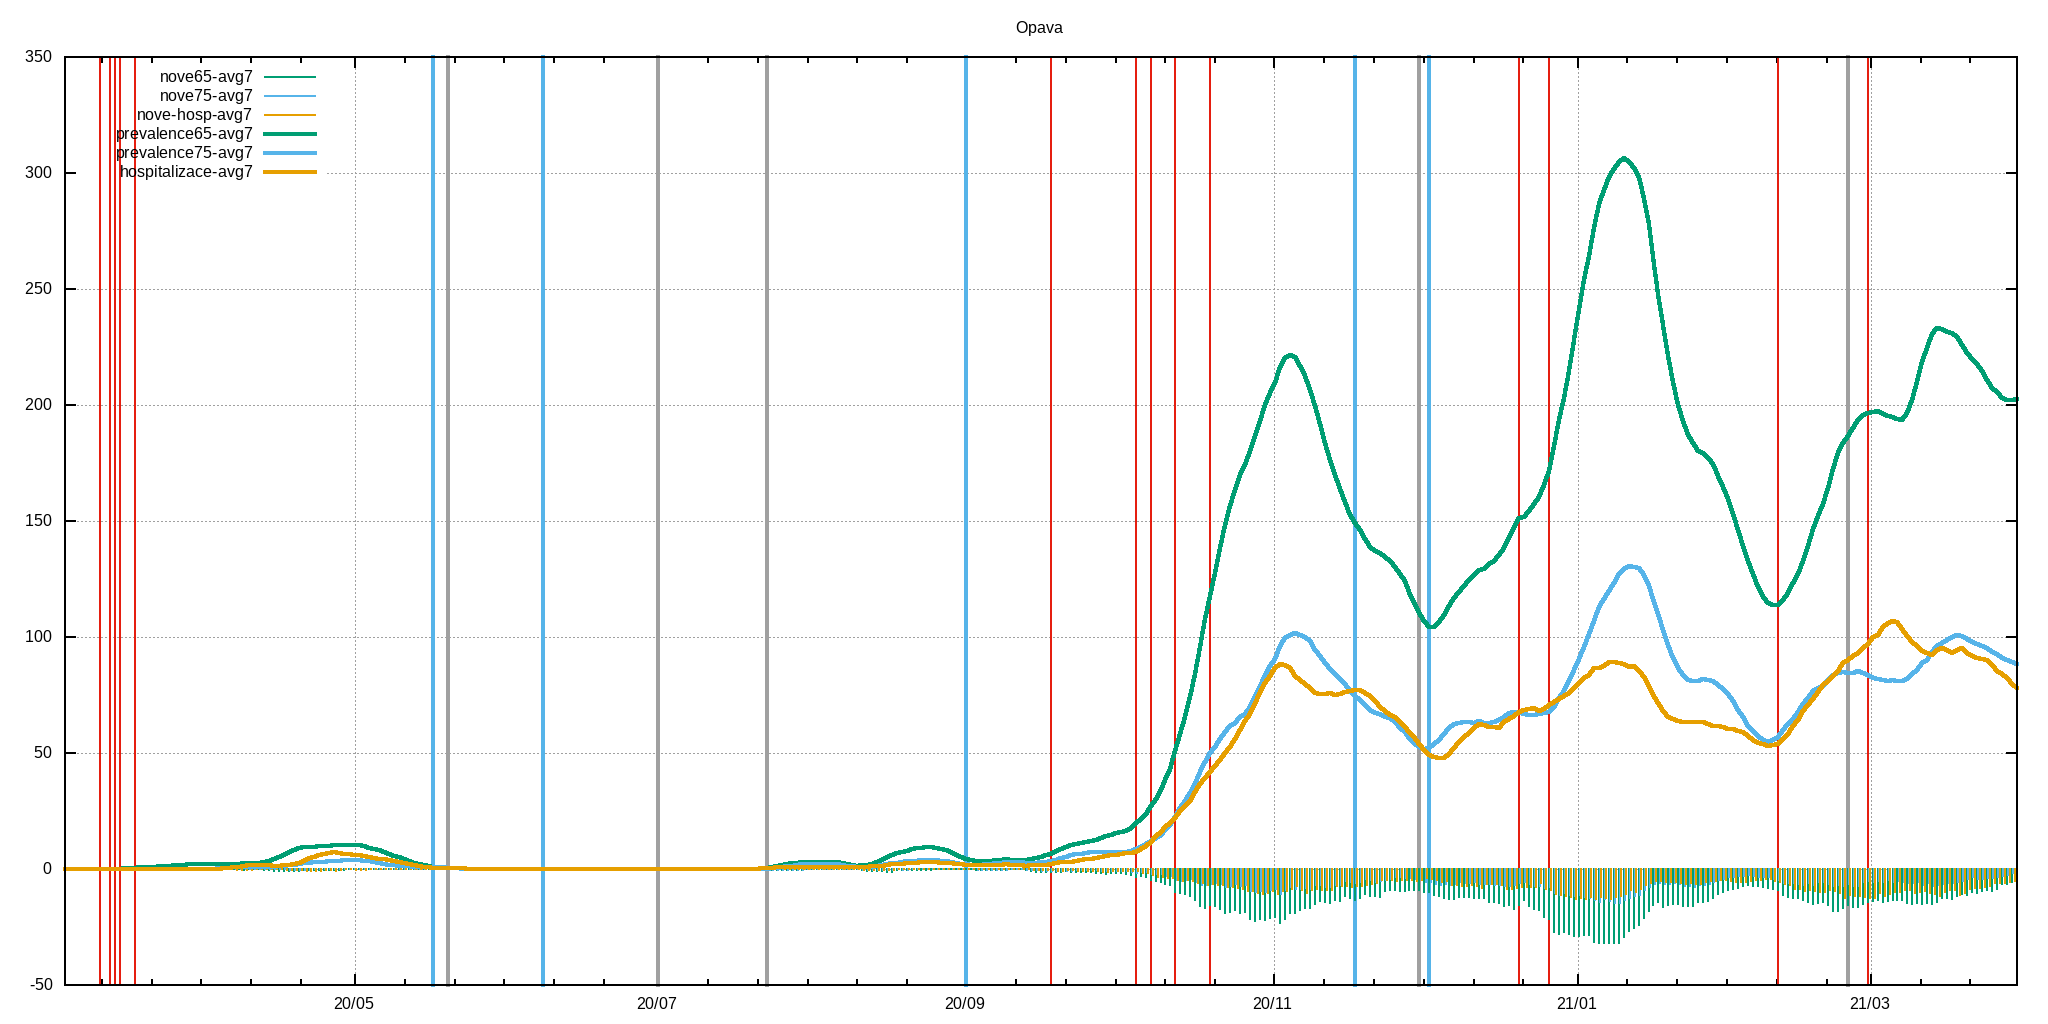 Opava
350
300
250
200
150
100
50
0
-50
nove65-avg7
nove75-avg7
nove-hosp-avg7
prevalence65-avg7
prevalence75-avg7
hospitalizace-avg7
20/05
20/07
20/09
20/11
21/01
21/03